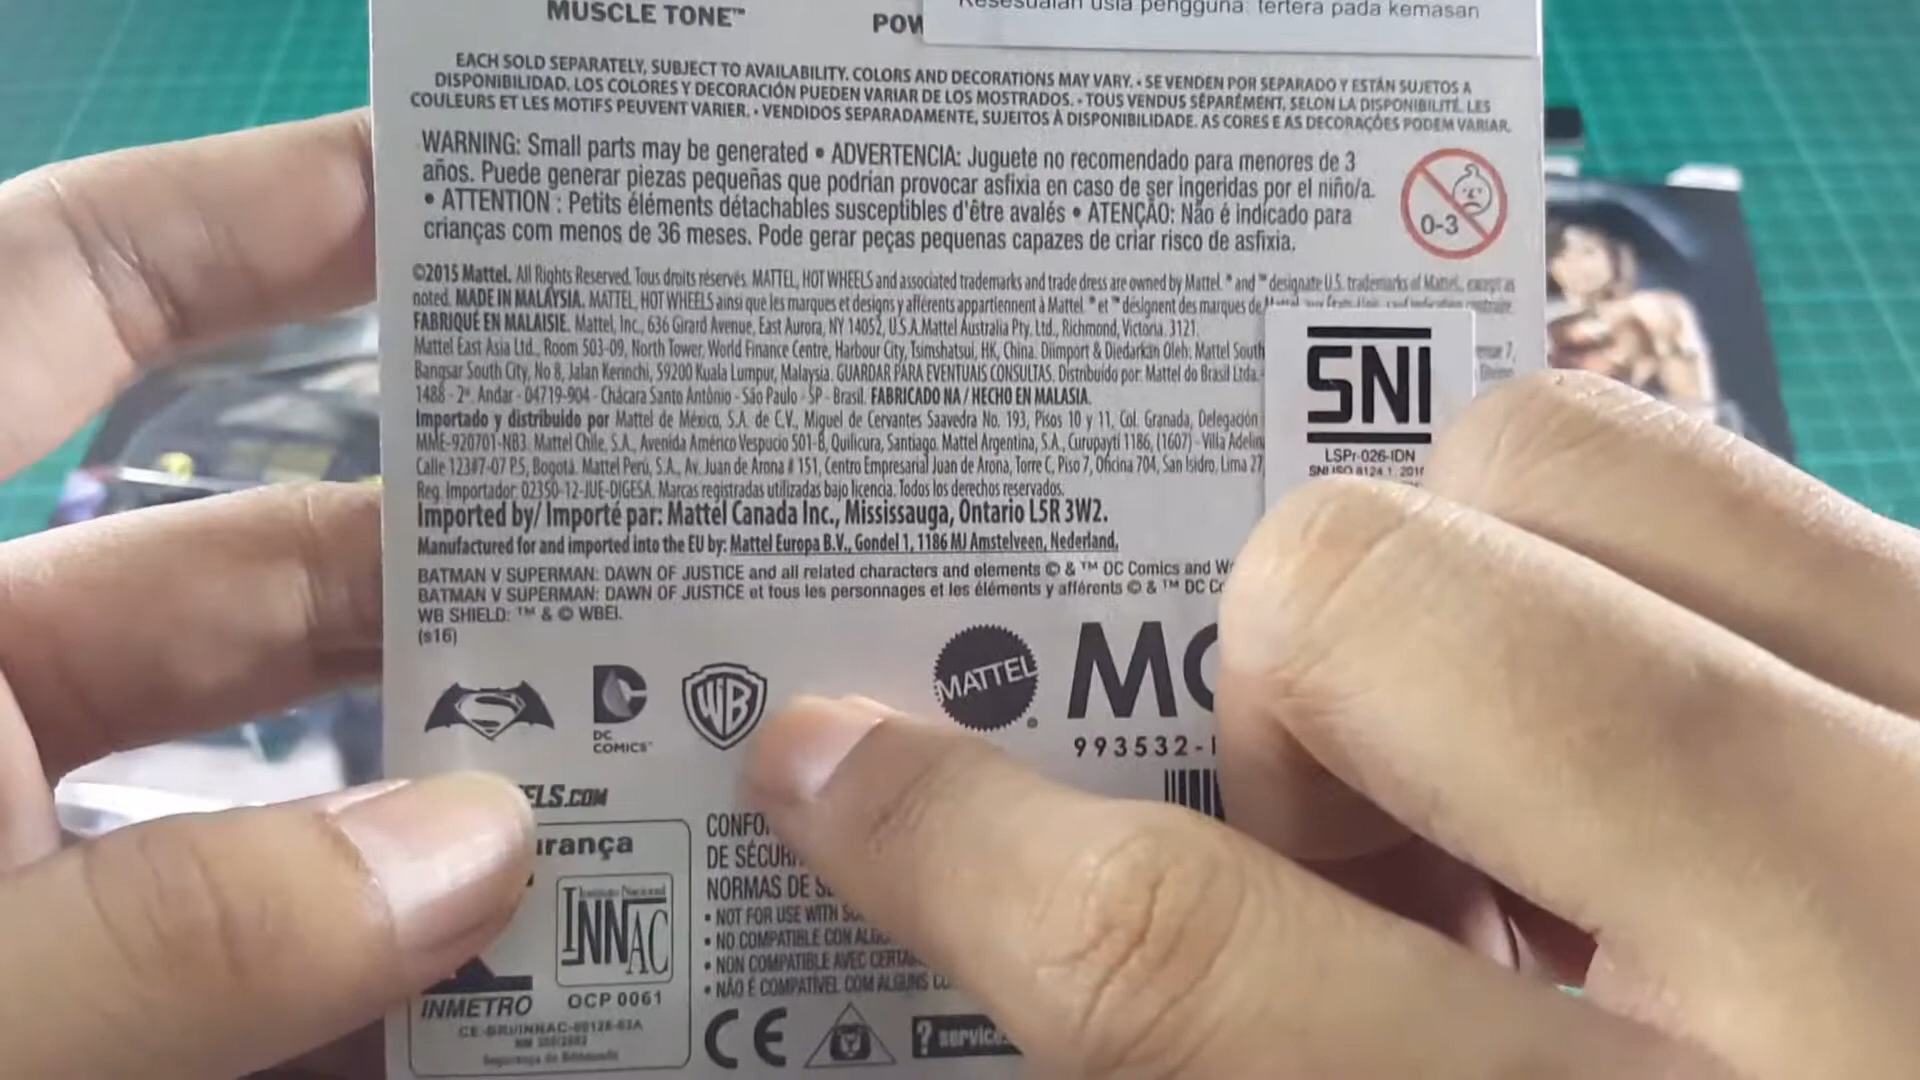 MUSCLE TONE™
POW
Kesesuaian usia pengguna: tertera pada kemasan
EACH SOLD SEPARATELY, SUBJECT TO AVAILABILITY. COLORS AND DECORATIONS MAY VARY. • SE VENDEN POR SEPARADO Y ESTÁN SUJETOS A
DISPONIBILIDAD. LOS COLORES Y DECORACIÓN PUEDEN VARIAR DE LOS MOSTRADOS. • TOUS VENDUS SÉPARÉMENT, SELON LA DISPONIBILITÉ. LES
COULEURS ET LES MOTIFS PEUVENT VARIER. • VENDIDOS SEPARADAMENTE, SUJEITOS À DISPONIBILIDADE. AS CORES E AS DECORAÇÕES PODEM VARIAR.
WARNING: Small parts may be generated • ADVERTENCIA: Juguete no recomendado para menores de 3
años. Puede generar piezas pequeñas que podrían provocar asfixia en caso de ser ingeridas por el niño/a.
• ATTENTION : Petits éléments détachables susceptibles d'être avalés • ATENÇÃO: Não é indicado para
crianças com menos de 36 meses. Pode gerar peças pequenas capazes de criar risco de asfixia.
0-3
©2015 Mattel. All Rights Reserved. Tous droits réservés. MATTEL, HOT WHEELS and associated trademarks and trade dress are owned by Mattel. ® and ™ designate U.S. trademarks of Mattel, except as
noted. MADE IN MALAYSIA. MATTEL, HOT WHEELS ainsi que les marques et designs y afférents appartiennent à Mattel. ® et ™ désignent des marques de
FABRIQUÉ EN MALAISIE. Mattel, Inc., 636 Girard Avenue, East Aurora, NY 14052, U.S.A. Mattel Australia Pty. Ltd., Richmond, Victoria. 3121.
Mattel East Asia Ltd., Room 503-09, North Tower, World Finance Centre, Harbour City, Tsimshatsui, HK, China. Diimport & Diedarkan Oleh: Mattel South
Bangsar South City, No 8, Jalan Kerinchi, 59200 Kuala Lumpur, Malaysia. GUARDAR PARA EVENTUAIS CONSULTAS. Distribuído por: Mattel do Brasil Ltda.
1488 - 2º. Andar - 04719-904 - Chácara Santo Antônio - São Paulo - SP - Brasil. FABRICADO NA / HECHO EN MALASIA.
Importado y distribuido por Mattel de México, S.A. de C.V., Miguel de Cervantes Saavedra No. 193, Pisos 10 y 11, Col. Granada, Delegación
MME-920701-NB3. Mattel Chile, S.A., Avenida Américo Vespucio 501-B, Quilicura, Santiago. Mattel Argentina, S.A., Curupaytí 1186, (1607) - Villa Adelin
Calle 123#7-07 P.5, Bogotá. Mattel Perú, S.A., Av. Juan de Arona # 151, Centro Empresarial Juan de Arona, Torre C, Piso 7, Oficina 704, San Isidro, Lima 27
Reg. Importador: 02350-12-JUE-DIGESA. Marcas registradas utilizadas bajo licencia. Todos los derechos reservados.
Imported by/ Importé par: Mattel Canada Inc., Mississauga, Ontario L5R 3W2.
Manufactured for and imported into the EU by: Mattel Europa B.V., Gondel 1, 1186 MJ Amstelveen, Nederland.
SNI
LSPr-026-IDN
SNI ISO 8124.1:2010
BATMAN V SUPERMAN: DAWN OF JUSTICE and all related characters and elements © & ™ DC Comics and W
BATMAN V SUPERMAN: DAWN OF JUSTICE et tous les personnages et les éléments y afférents © & ™ DC C
WB SHIELD: ™ & © WBEI.
(s16)
DC
COMICS™
WB
MATTEL
®
MC
993532-
ELS.COM
urança
Instituto Nacional
INNAC
INMETRO
OCP 0061
CONFO
DE SÉCUR
NORMAS DE S
• NOT FOR USE WITH SO
• NO COMPATIBLE CON ALGU
• NON COMPATIBLE AVEC CERTA
• NÃO É COMPATÍVEL COM ALGUNS CO
CE
? service.